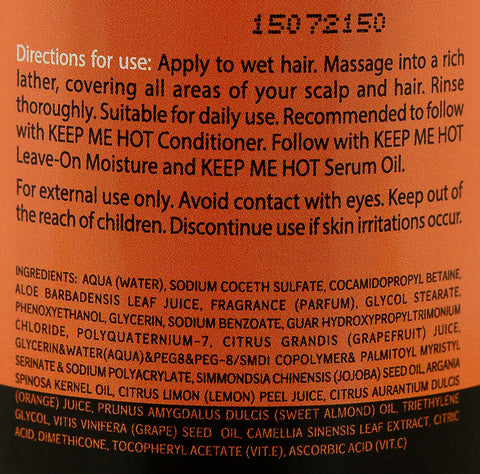 15072150
Directions for use: Apply to wet hair. Massage into a rich
lather, covering all areas of your scalp and hair. Rinse
thoroughly. Suitable for daily use. Recommended to follow
with KEEP ME HOT Conditioner. Follow with KEEP ME HOT
Leave-On Moisture and KEEP ME HOT Serum Oil.
For external use only. Avoid contact with eyes. Keep out of
the reach of children. Discontinue use if skin irritations occur.
INGREDIENTS: AQUA (WATER), SODIUM COCETH SULFATE, COCAMIDOPROPYL BETAINE,
ALOE BARBADENSIS LEAF JUICE, FRAGRANCE (PARFUM), GLYCOL STEARATE,
PHENOXYETHANOL, GLYCERIN, SODIUM BENZOATE, GUAR HYDROXYPROPYLTRIMONIUM
CHLORIDE, POLYQUATERNIUM-7, CITRUS GRANDIS (GRAPEFRUIT) JUICE,
GLYCERIN&WATER(AQUA)&PEG8&PEG-8/SMDI COPOLYMER& PALMITOYL MYRISTYL
SERINATE & SODIUM POLYACRYLATE, SIMMONDSIA CHINENSIS (JOJOBA) SEED OIL, ARGANIA
SPINOSA KERNEL OIL, CITRUS LIMON (LEMON) PEEL JUICE, CITRUS AURANTIUM DULCIS
(ORANGE) JUICE, PRUNUS AMYGDALUS DULCIS (SWEET ALMOND) OIL, TRIETHYLENE
GLYCOL, VITIS VINIFERA (GRAPE) SEED OIL, CAMELLIA SINENSIS LEAF EXTRACT, CITRIC
ACID, DIMETHICONE, TOCOPHERYL ACETATE (VIT.E), ASCORBIC ACID (VIT.C)